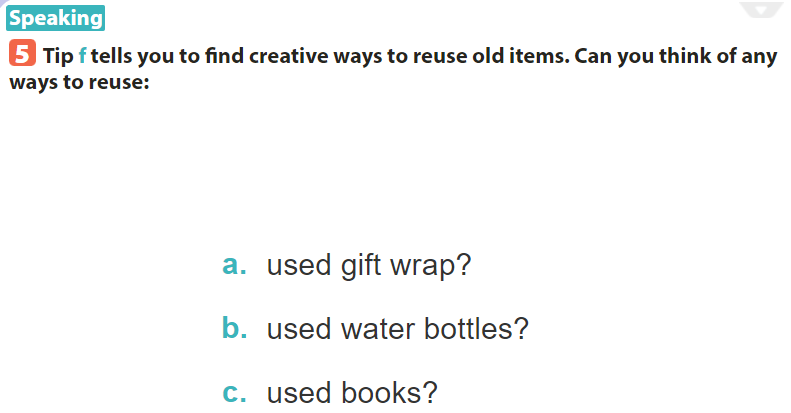 Speaking
5 Tip f tells you to find creative ways to reuse old items. Can you think of any
ways to reuse:
a. used gift wrap?
b. used water bottles?
c. used books?